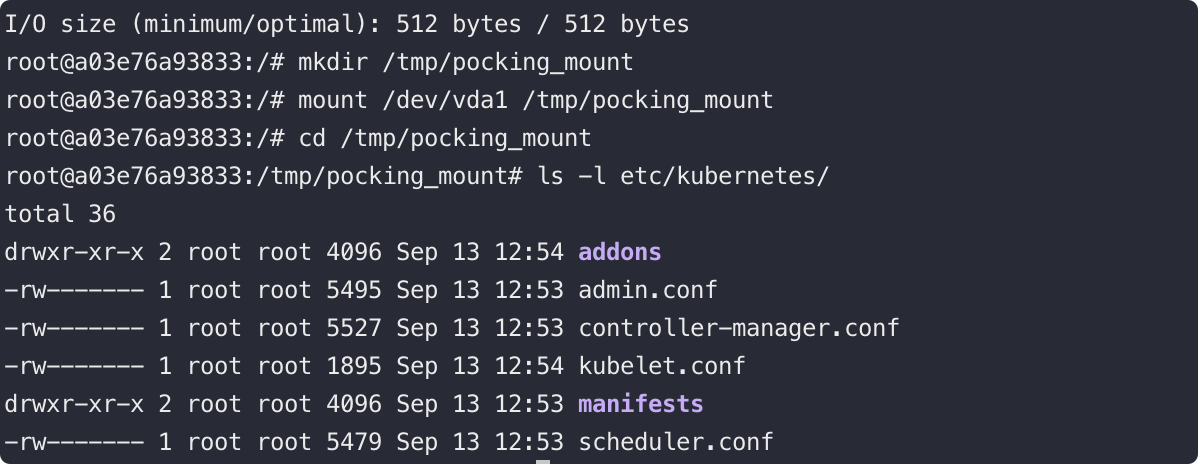 I/O size (minimum/optimal): 512 bytes / 512 bytes
root@a03e76a93833:/# mkdir /tmp/pocking_mount
root@a03e76a93833:/# mount /dev/vda1 /tmp/pocking_mount
root@a03e76a93833:/# cd /tmp/pocking_mount
root@a03e76a93833:/tmp/pocking_mount# ls -l etc/kubernetes/
total 36
drwxr-xr-x 2 root root 4096 Sep 13 12:54 addons
-rw------- 1 root root 5495 Sep 13 12:53 admin.conf
-rw------- 1 root root 5527 Sep 13 12:53 controller-manager.conf
-rw------- 1 root root 1895 Sep 13 12:54 kubelet.conf
drwxr-xr-x 2 root root 4096 Sep 13 12:53 manifests
-rw------- 1 root root 5479 Sep 13 12:53 scheduler.conf